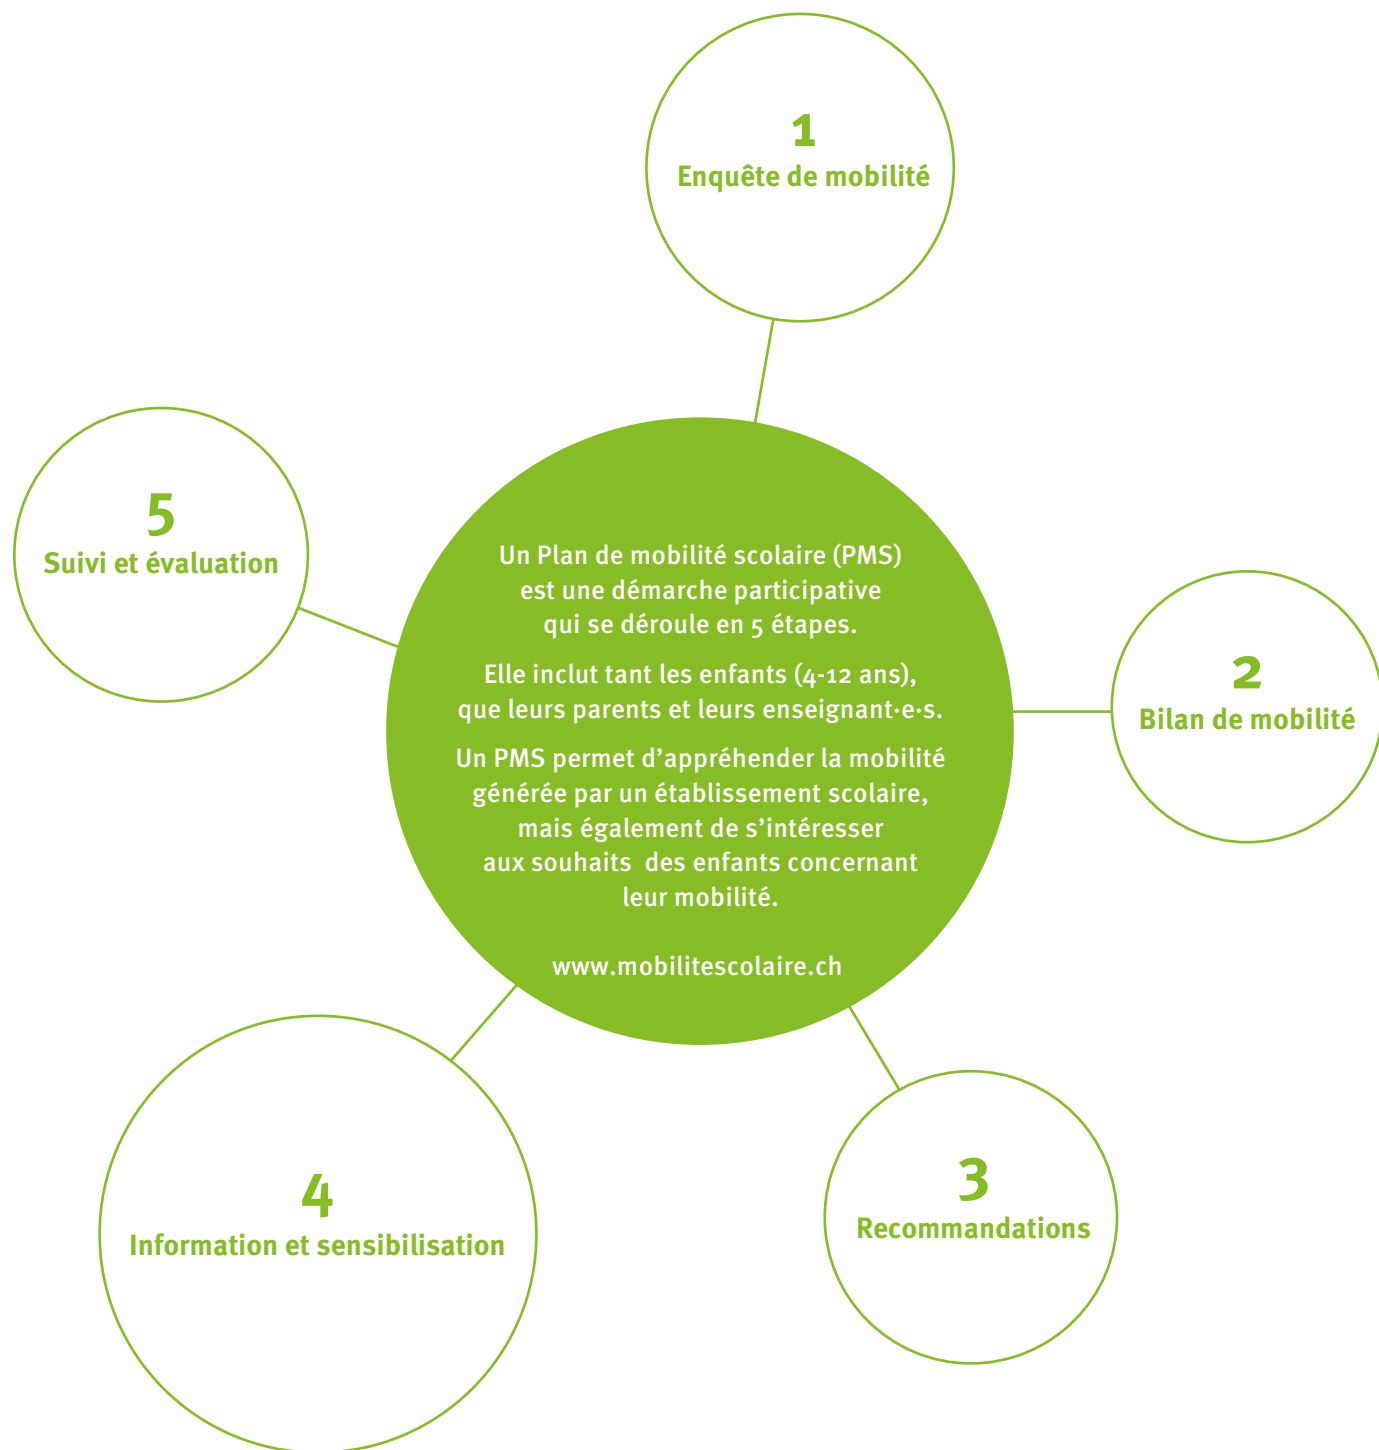 1
Enquête de mobilité
5
Suivi et évaluation
Un Plan de mobilité scolaire (PMS)
est une démarche participative
qui se déroule en 5 étapes.
Elle inclut tant les enfants (4-12 ans),
que leurs parents et leurs enseignant·e·s.
Un PMS permet d’appréhender la mobilité
générée par un établissement scolaire,
mais également de s’intéresser
aux souhaits  des enfants concernant
leur mobilité.
www.mobilitescolaire.ch
2
Bilan de mobilité
3
Recommandations
4
Information et sensibilisation